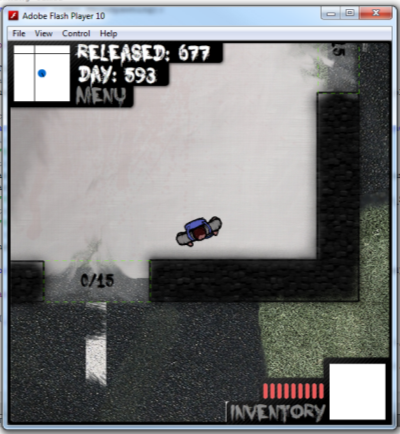 Adobe Flash Player 10
File View Control Help
RELEASED: 677
DAY: 593
MENU
0/15
INVENTORY